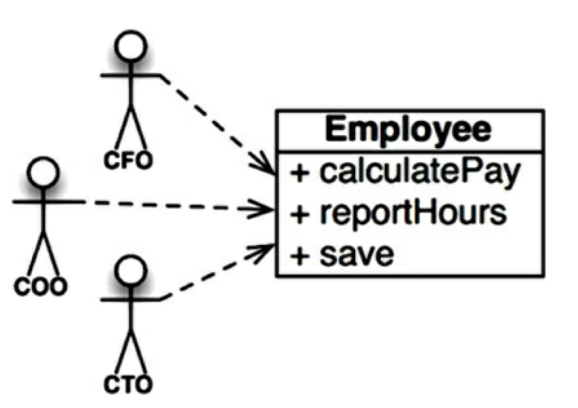 CFO
COO
CTO
Employee
+ calculatePay
+ reportHours
+ save